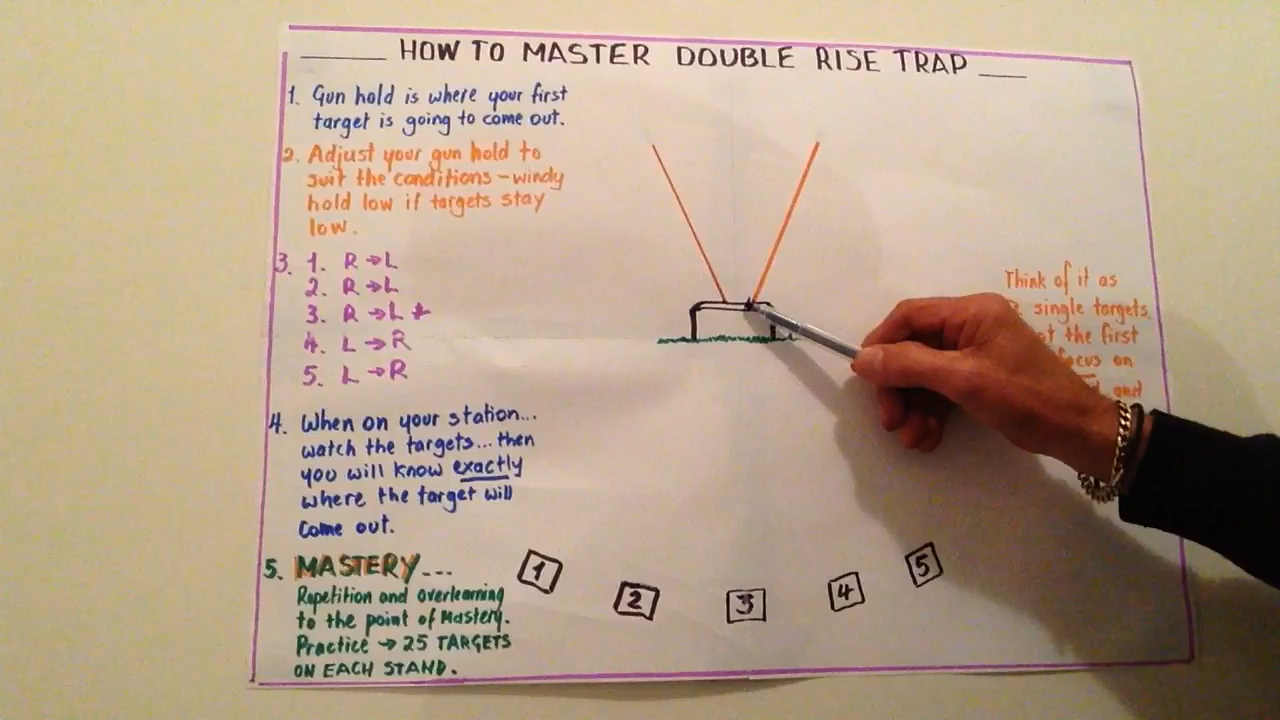 HOW TO MASTER DOUBLE RISE TRAP
1. Gun hold is where your first
target is going to come out.
2. Adjust your gun hold to
suit the conditions - windy
hold low if targets stay
low.
3. 1. R → L
2. R → L
3. R → L *
4. L → R
5. L → R
4. When on your station...
watch the targets... then
you will know exactly
where the target will
come out.
5. MASTERY...
Repetition and overlearning
to the point of Mastery.
Practice → 25 TARGETS
ON EACH STAND.
Think of it as
single targets.
the first
on
and
1
2
3
4
5